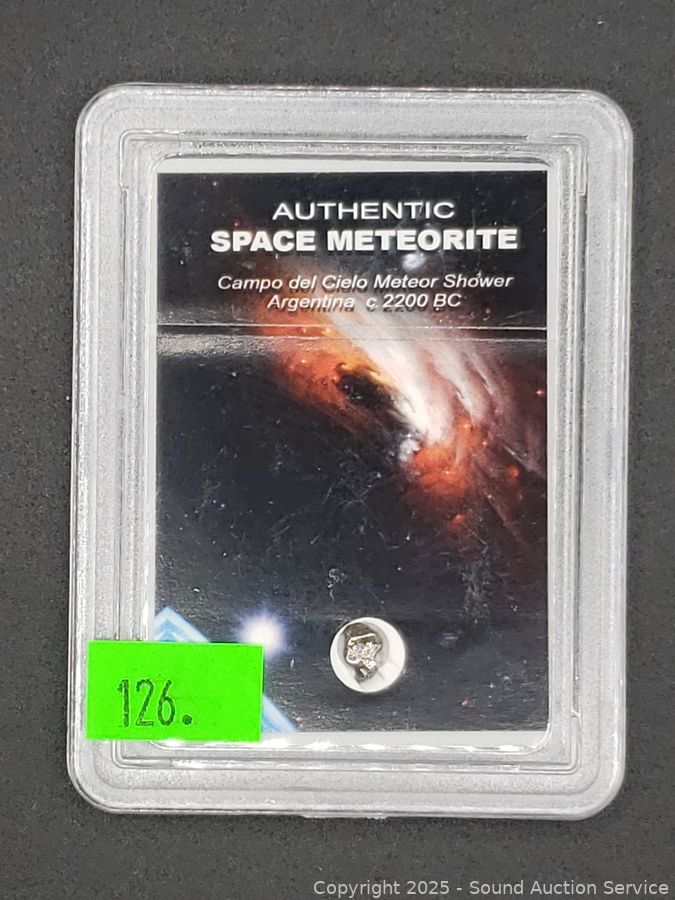 AUTHENTIC
SPACE METEORITE
Campo del Cielo Meteor Shower
Argentina c 2200 BC
126.
Copyright 2025 - Sound Auction Service